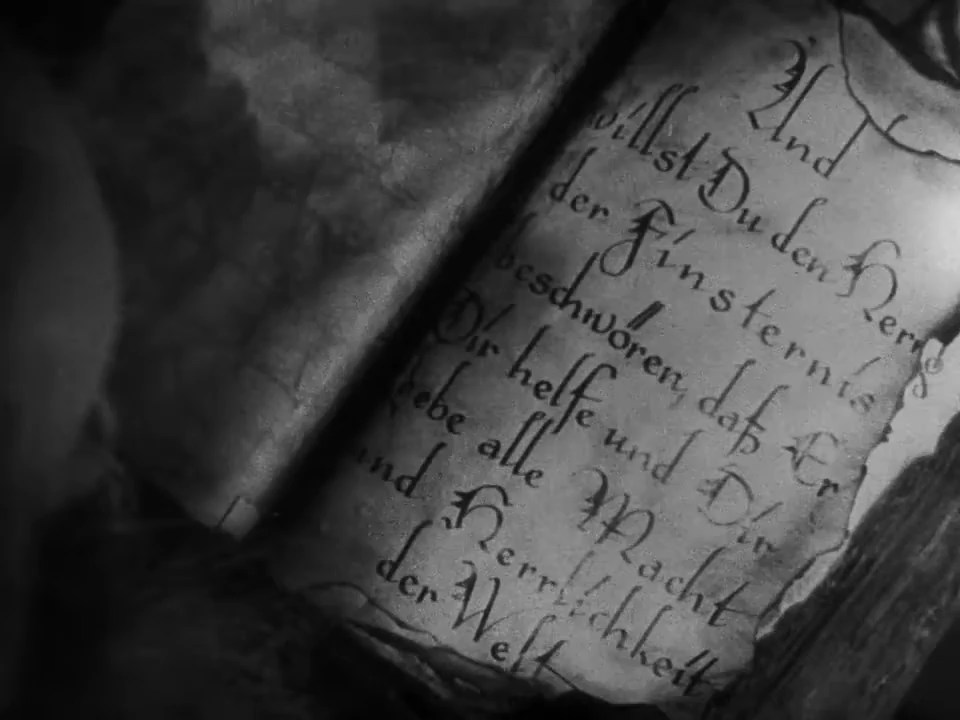 Und
willst Du den Herrn
der Finsternis
beschwören, daß Er
Dir helfe und Dir
gebe alle Macht
und Herrlichkeit
der Welt